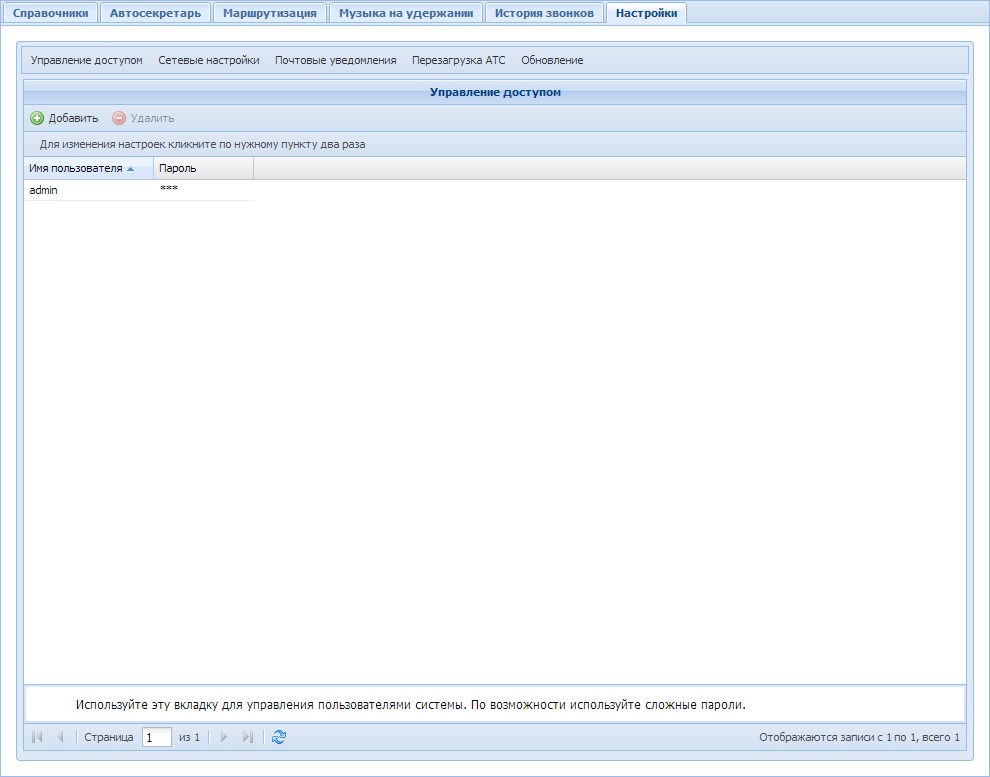 Справочники Автосекретарь Маршрутизация Музыка на удержании История звонков Настройки
Управление доступом Сетевые настройки Почтовые уведомления Перезагрузка АТС Обновление
Управление доступом
Добавить Удалить
Для изменения настроек кликните по нужному пункту два раза
Имя пользователя Пароль
admin ***
Используйте эту вкладку для управления пользователями системы. По возможности используйте сложные пароли.
Страница 1 из 1 Отображаются записи с 1 по 1, всего 1